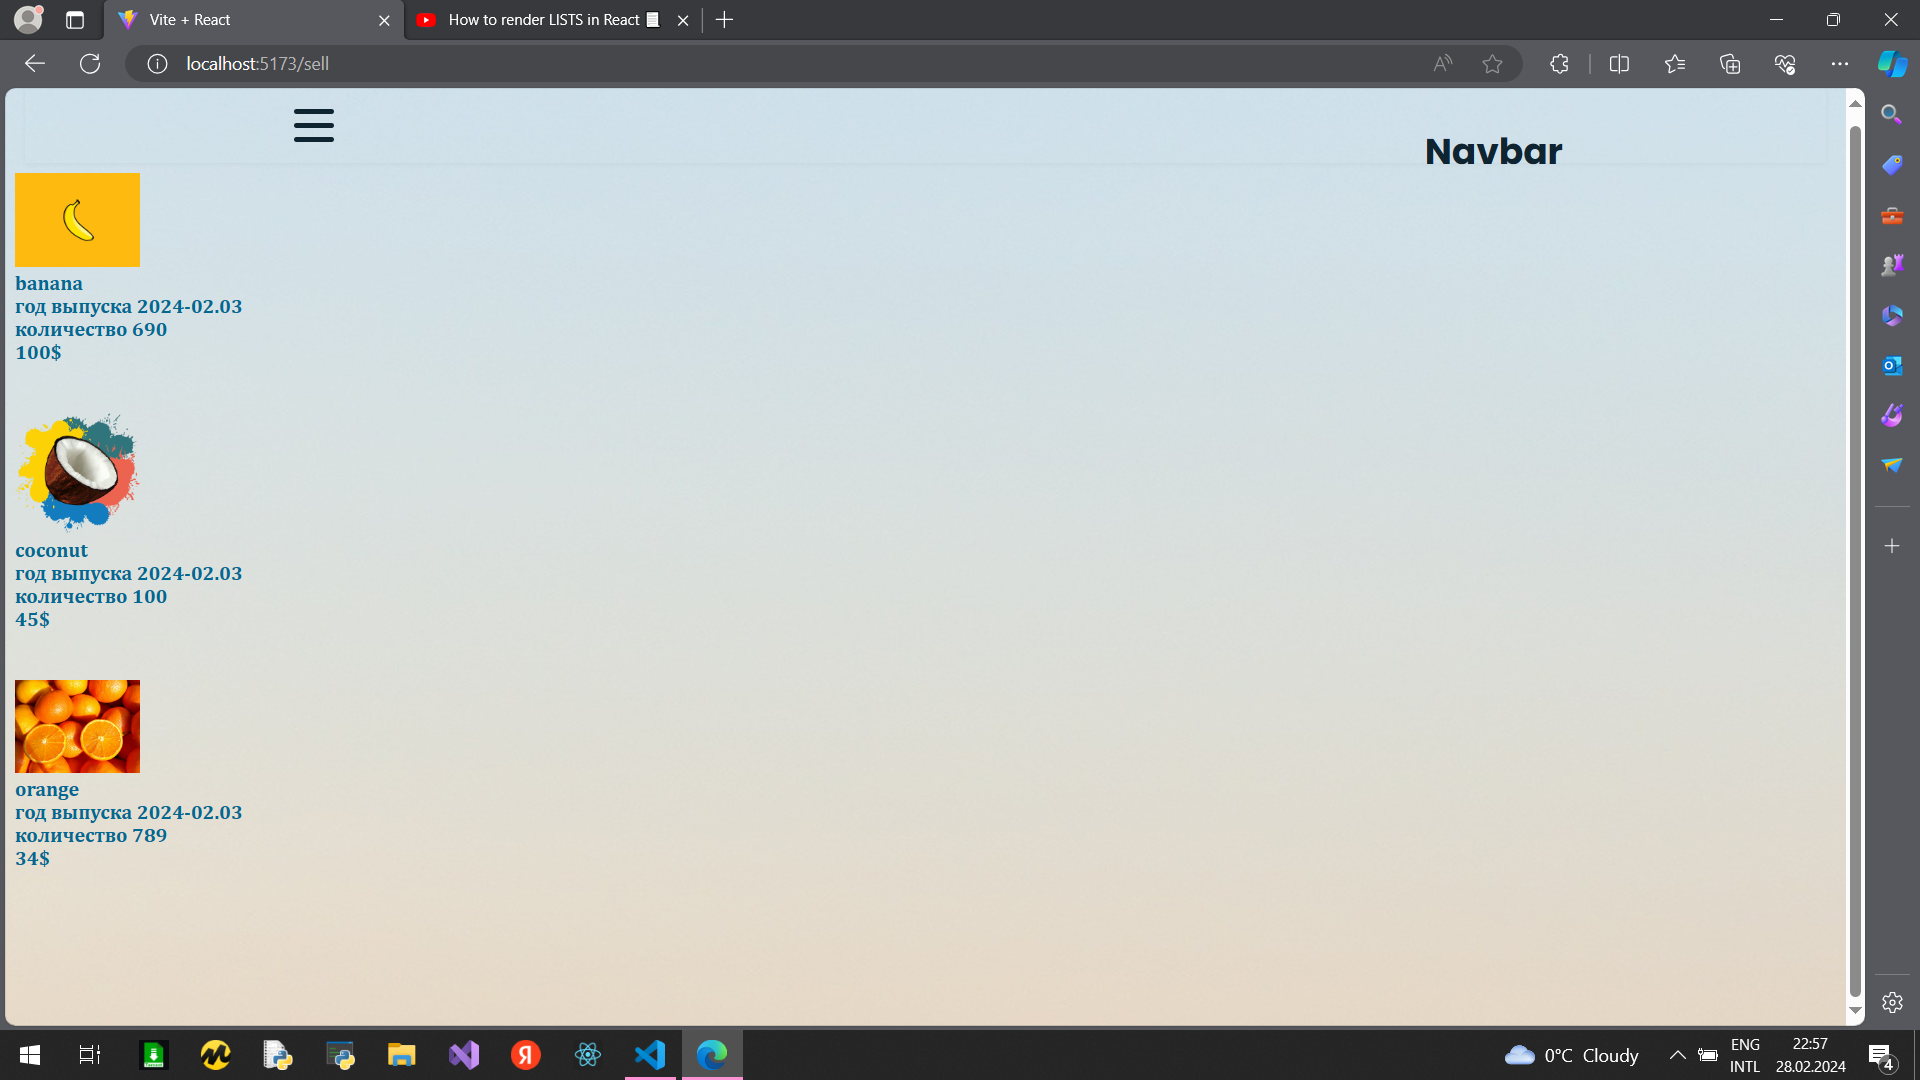 Vite + React
How to render LISTS in React
localhost:5173/sell
Navbar
banana
год выпуска 2024-02.03
количество 690
100$
coconut
год выпуска 2024-02.03
количество 100
45$
orange
год выпуска 2024-02.03
количество 789
34$
0°C Cloudy
ENG
INTL
22:57
28.02.2024
4